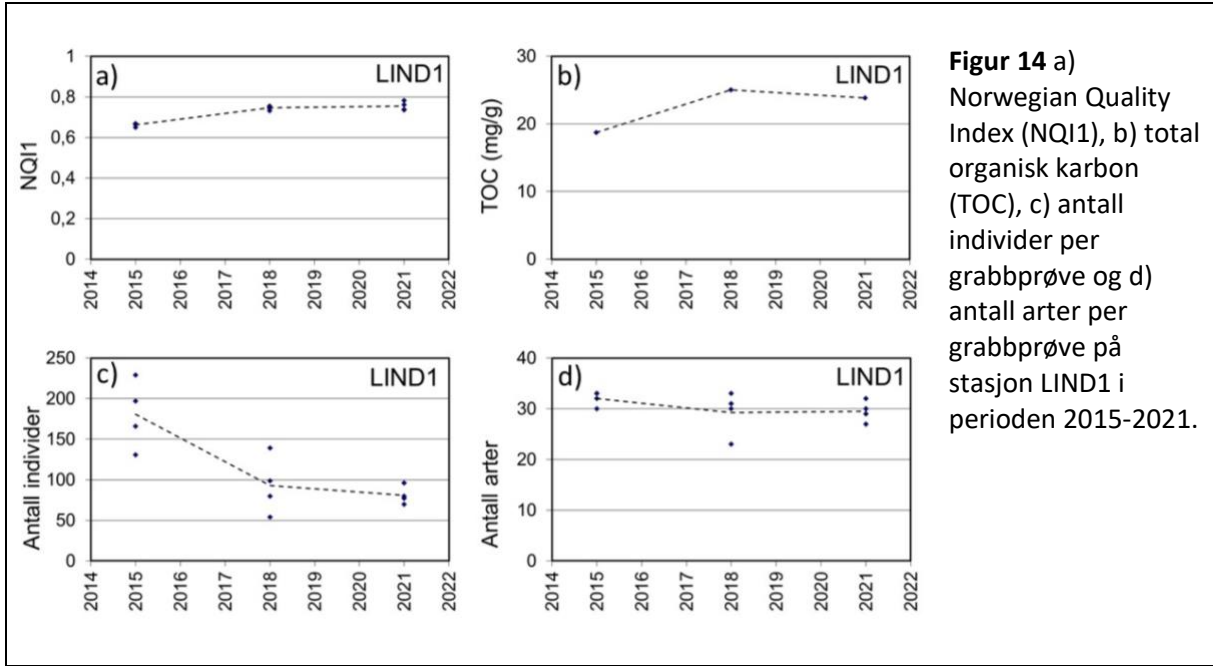 a)
LIND1
NQI1
1
0,8
0,6
0,4
0,2
0
2014 2015 2016 2017 2018 2019 2020 2021 2022
b)
LIND1
TOC (mg/g)
30
20
10
0
2014 2015 2016 2017 2018 2019 2020 2021 2022
c)
LIND1
Antall individer
250
200
150
100
50
0
2014 2015 2016 2017 2018 2019 2020 2021 2022
d)
LIND1
Antall arter
40
30
20
10
0
2014 2015 2016 2017 2018 2019 2020 2021 2022
Figur 14 a)
Norwegian Quality
Index (NQI1), b) total
organisk karbon
(TOC), c) antall
individer per
grabbprøve og d)
antall arter per
grabbprøve på
stasjon LIND1 i
perioden 2015-2021.